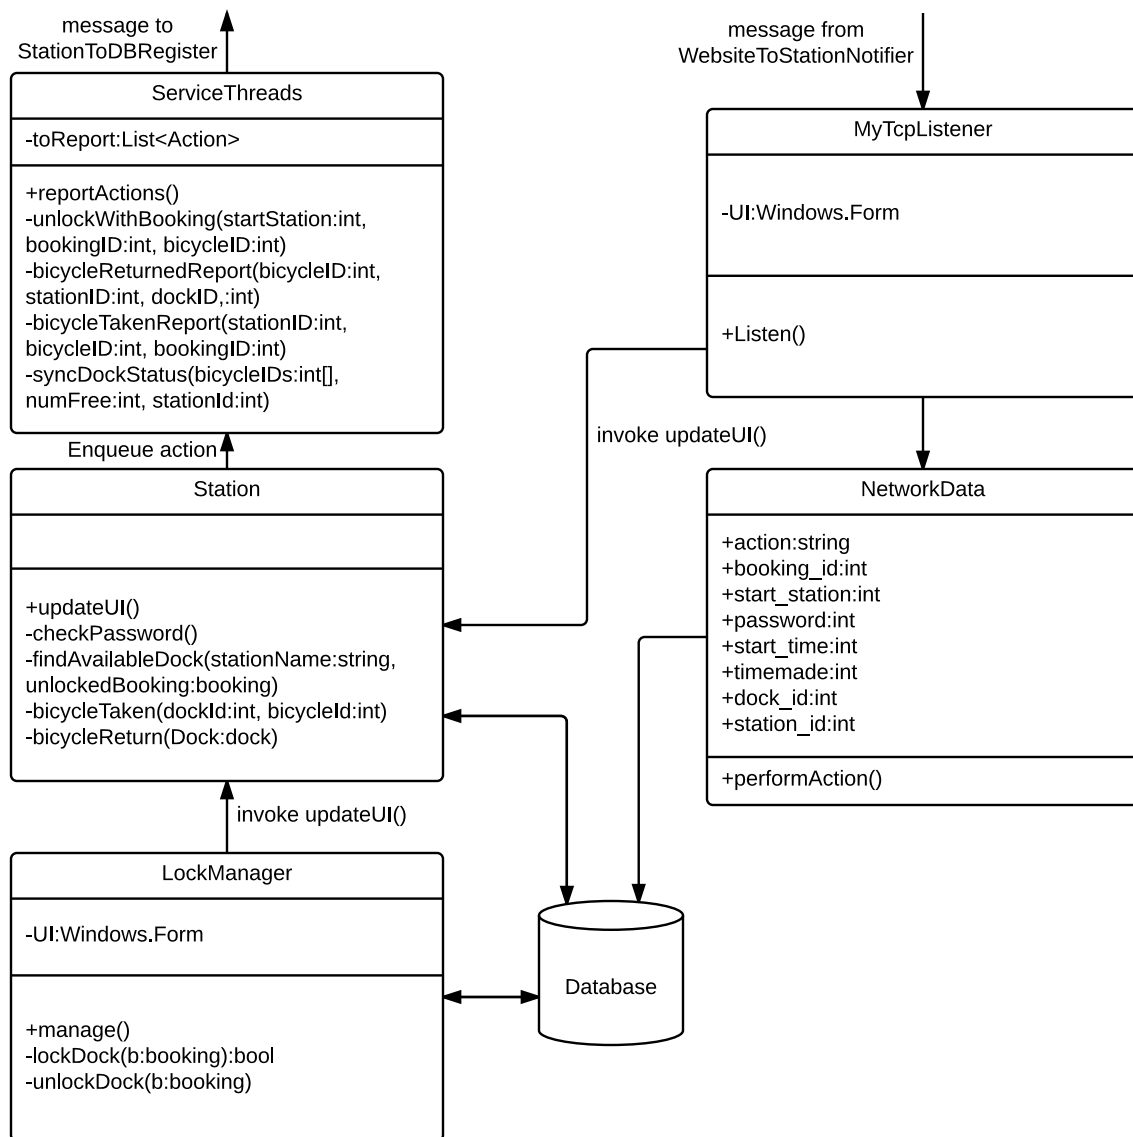 message to
StationToDBRegister
ServiceThreads
-toReport:List<Action>
+reportActions()
-unlockWithBooking(startStation:int,
bookingID:int, bicycleID:int)
-bicycleReturnedReport(bicycleID:int,
stationID:int, dockID,:int)
-bicycleTakenReport(stationID:int,
bicycleID:int, bookingID:int)
-syncDockStatus(bicycleIDs:int[],
numFree:int, stationId:int)
Enqueue action
Station
+updateUI()
-checkPassword()
-findAvailableDock(stationName:string,
unlockedBooking:booking)
-bicycleTaken(dockId:int, bicycleId:int)
-bicycleReturn(Dock:dock)
invoke updateUI()
LockManager
-UI:Windows.Form
+manage()
-lockDock(b:booking):bool
-unlockDock(b:booking)
message from
WebsiteToStationNotifier
MyTcpListener
-UI:Windows.Form
+Listen()
invoke updateUI()
NetworkData
+action:string
+booking_id:int
+start_station:int
+password:int
+start_time:int
+timemade:int
+dock_id:int
+station_id:int
+performAction()
Database